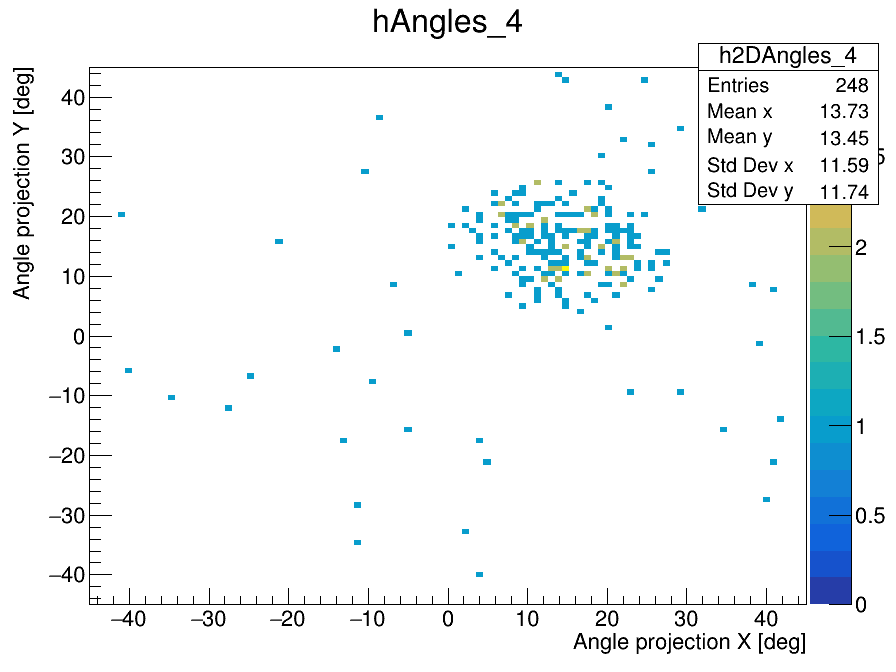 hAngles_4
h2DAngles_4
Entries 248
Mean x 13.73
Mean y 13.45
Std Dev x 11.59
Std Dev y 11.74
Angle projection Y [deg]
40
30
20
10
0
−10
−20
−30
−40
−40 −30 −20 −10 0 10 20 30 40
Angle projection X [deg]
5
2
1.5
1
0.5
0